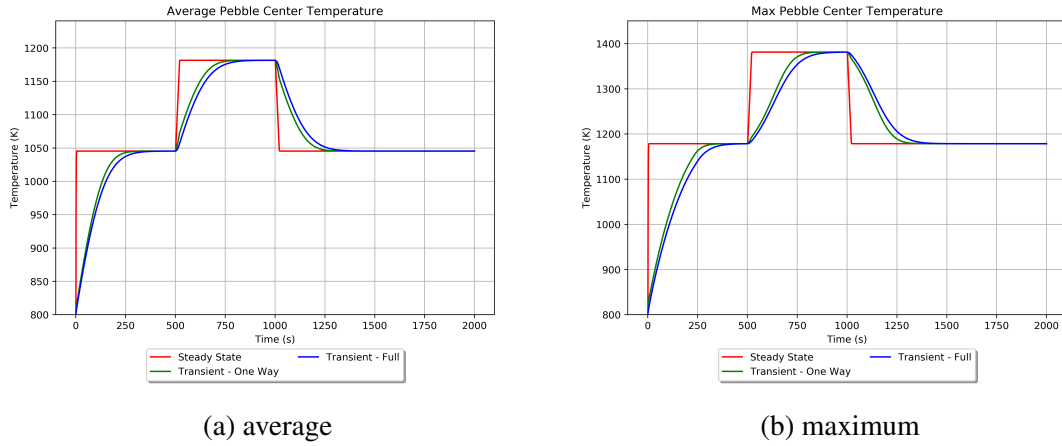 Average Pebble Center Temperature
1200
1150
1100
1050
1000
950
900
850
800
Temperature (K)
0 250 500 750 1000 1250 1500 1750 2000
Time (s)
Steady State
Transient - One Way
Transient - Full
(a) average
Max Pebble Center Temperature
1400
1300
1200
1100
1000
900
800
Temperature (K)
0 250 500 750 1000 1250 1500 1750 2000
Time (s)
Steady State
Transient - One Way
Transient - Full
(b) maximum